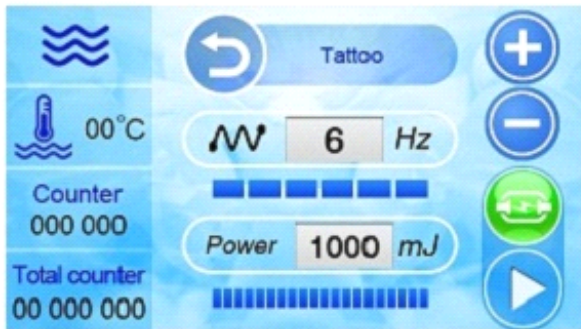 Tattoo
00°C
6 Hz
Counter
000 000
Power 1000 mJ
Total counter
00 000 000